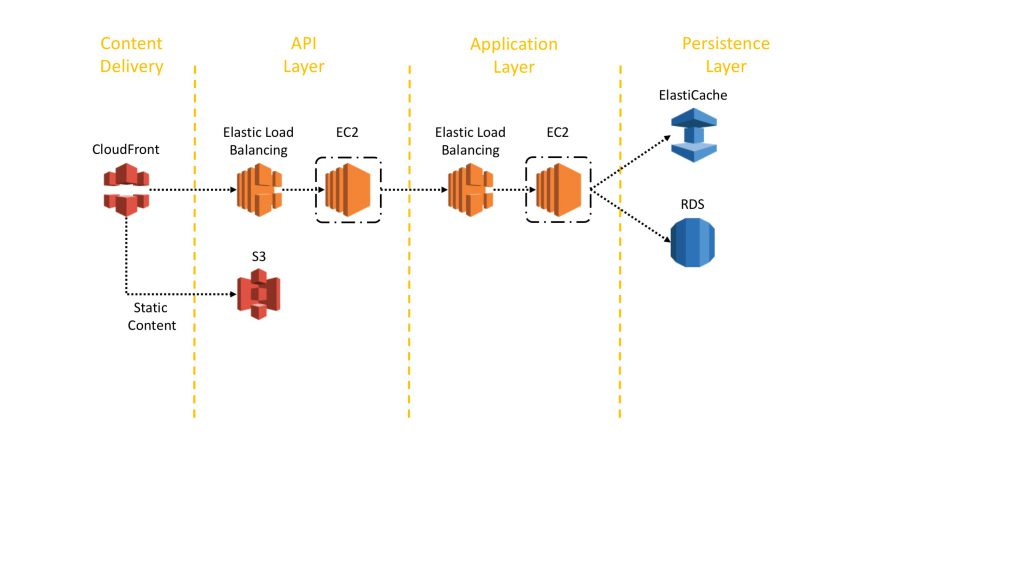 Content
Delivery
API
Layer
Application
Layer
Persistence
Layer
ElastiCache
CloudFront
Elastic Load
Balancing
EC2
Elastic Load
Balancing
EC2
RDS
S3
Static
Content